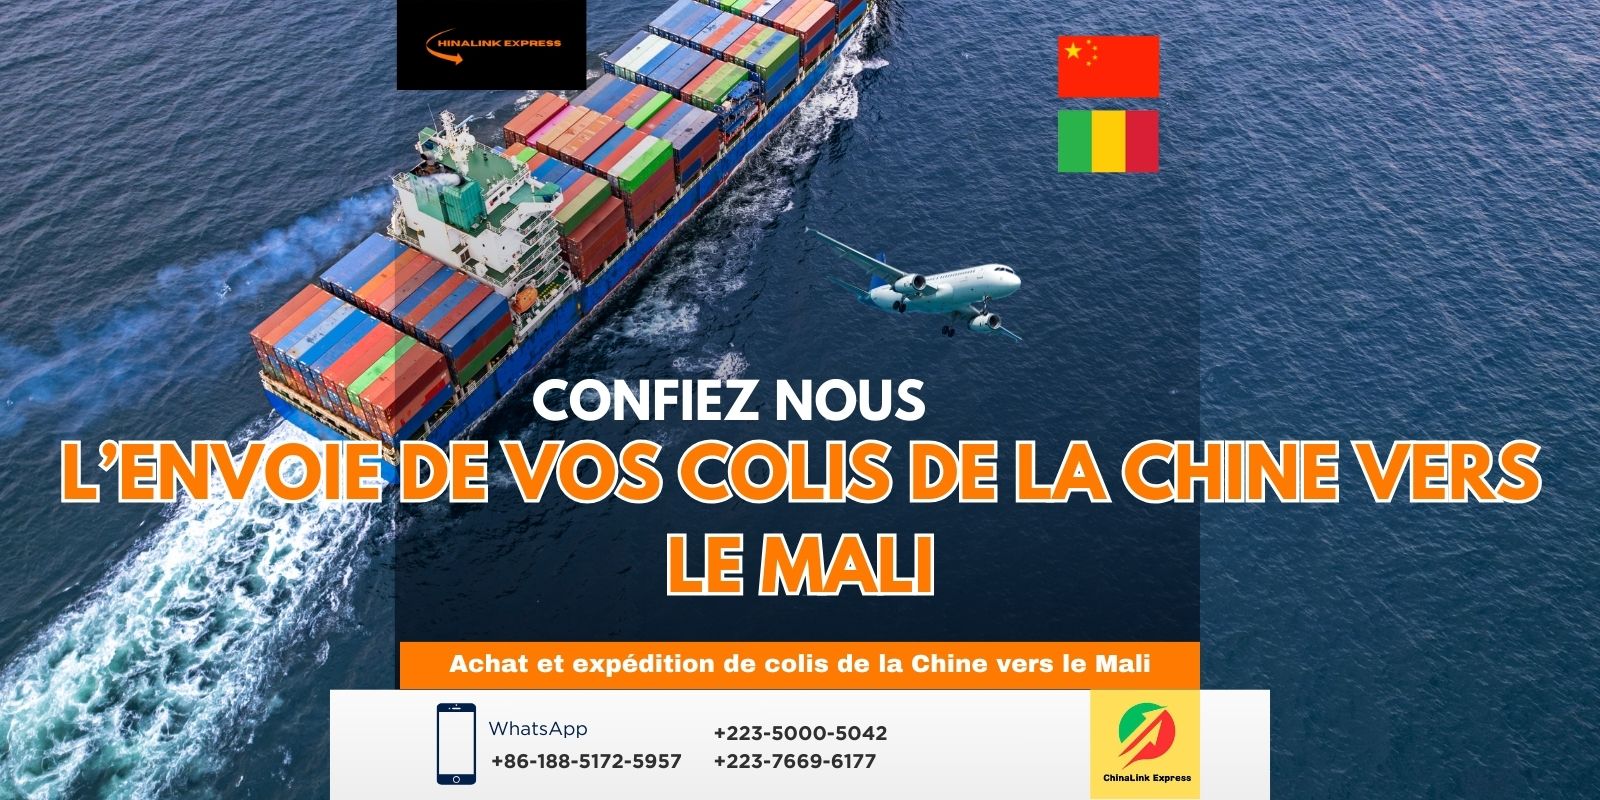 HINALINK EXPRESS
CONFIEZ NOUS
L'ENVOIE DE VOS COLIS DE LA CHINE VERS
LE MALI
Achat et expédition de colis de la Chine vers le Mali
WhatsApp
+86-188-5172-5957
+223-5000-5042
+223-7669-6177
ChinaLink Express